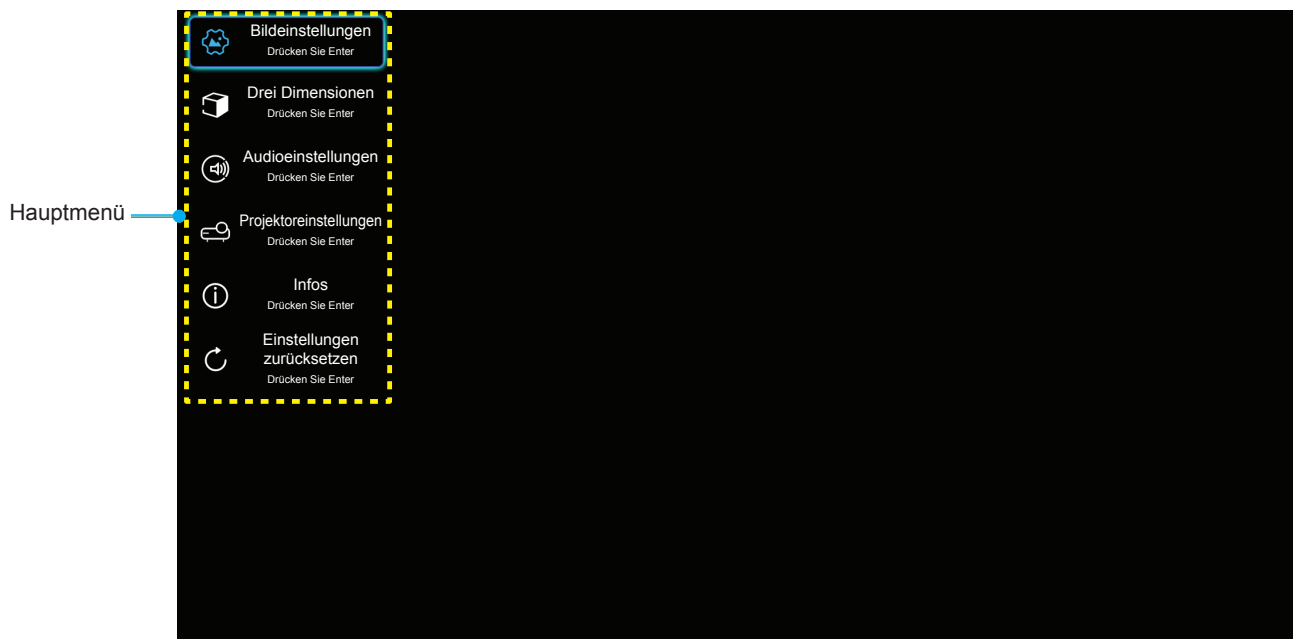 Bildeinstellungen
Drücken Sie Enter
Drei Dimensionen
Drücken Sie Enter
Audioeinstellungen
Drücken Sie Enter
Hauptmenü
Projektoreinstellungen
Drücken Sie Enter
Infos
Drücken Sie Enter
Einstellungen
zurücksetzen
Drücken Sie Enter